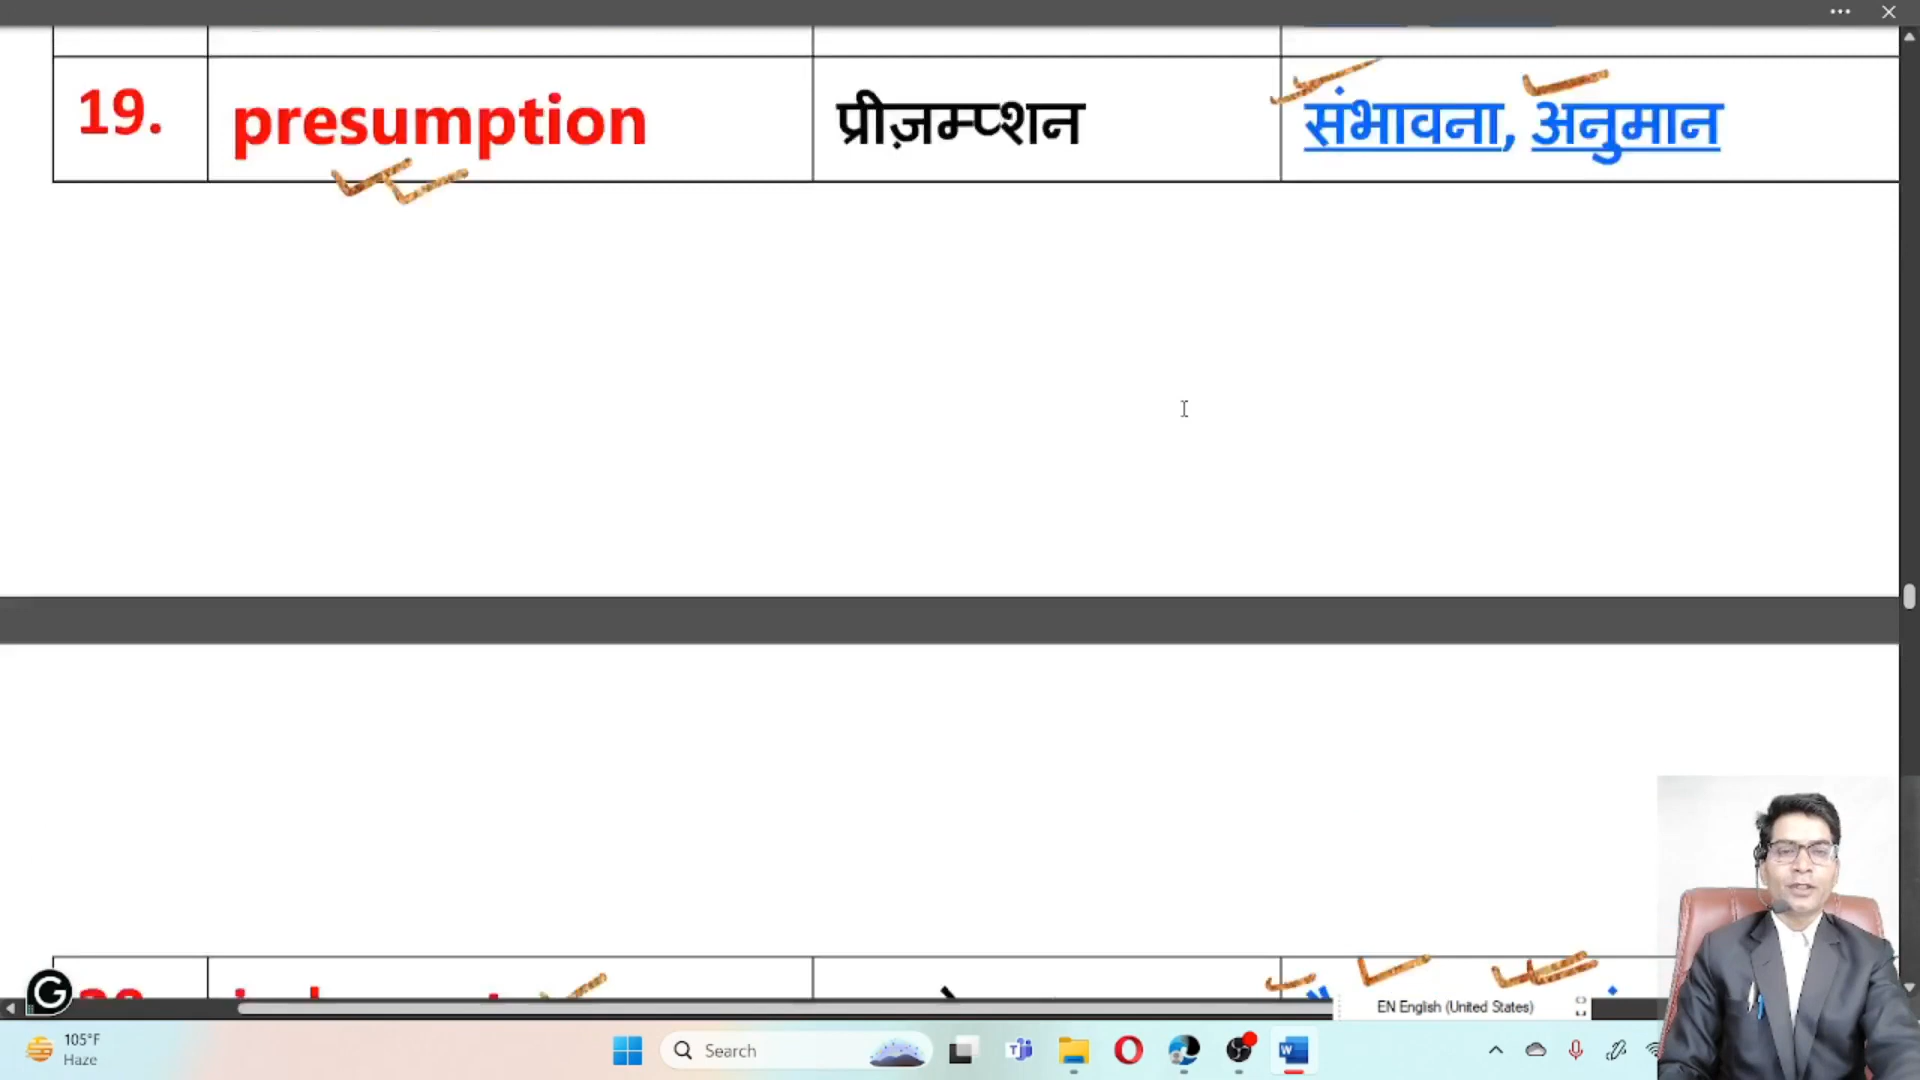 19. presumption प्रीज़म्प्शन संभावना, अनुमान
EN English (United States)
105°F
Haze
Search